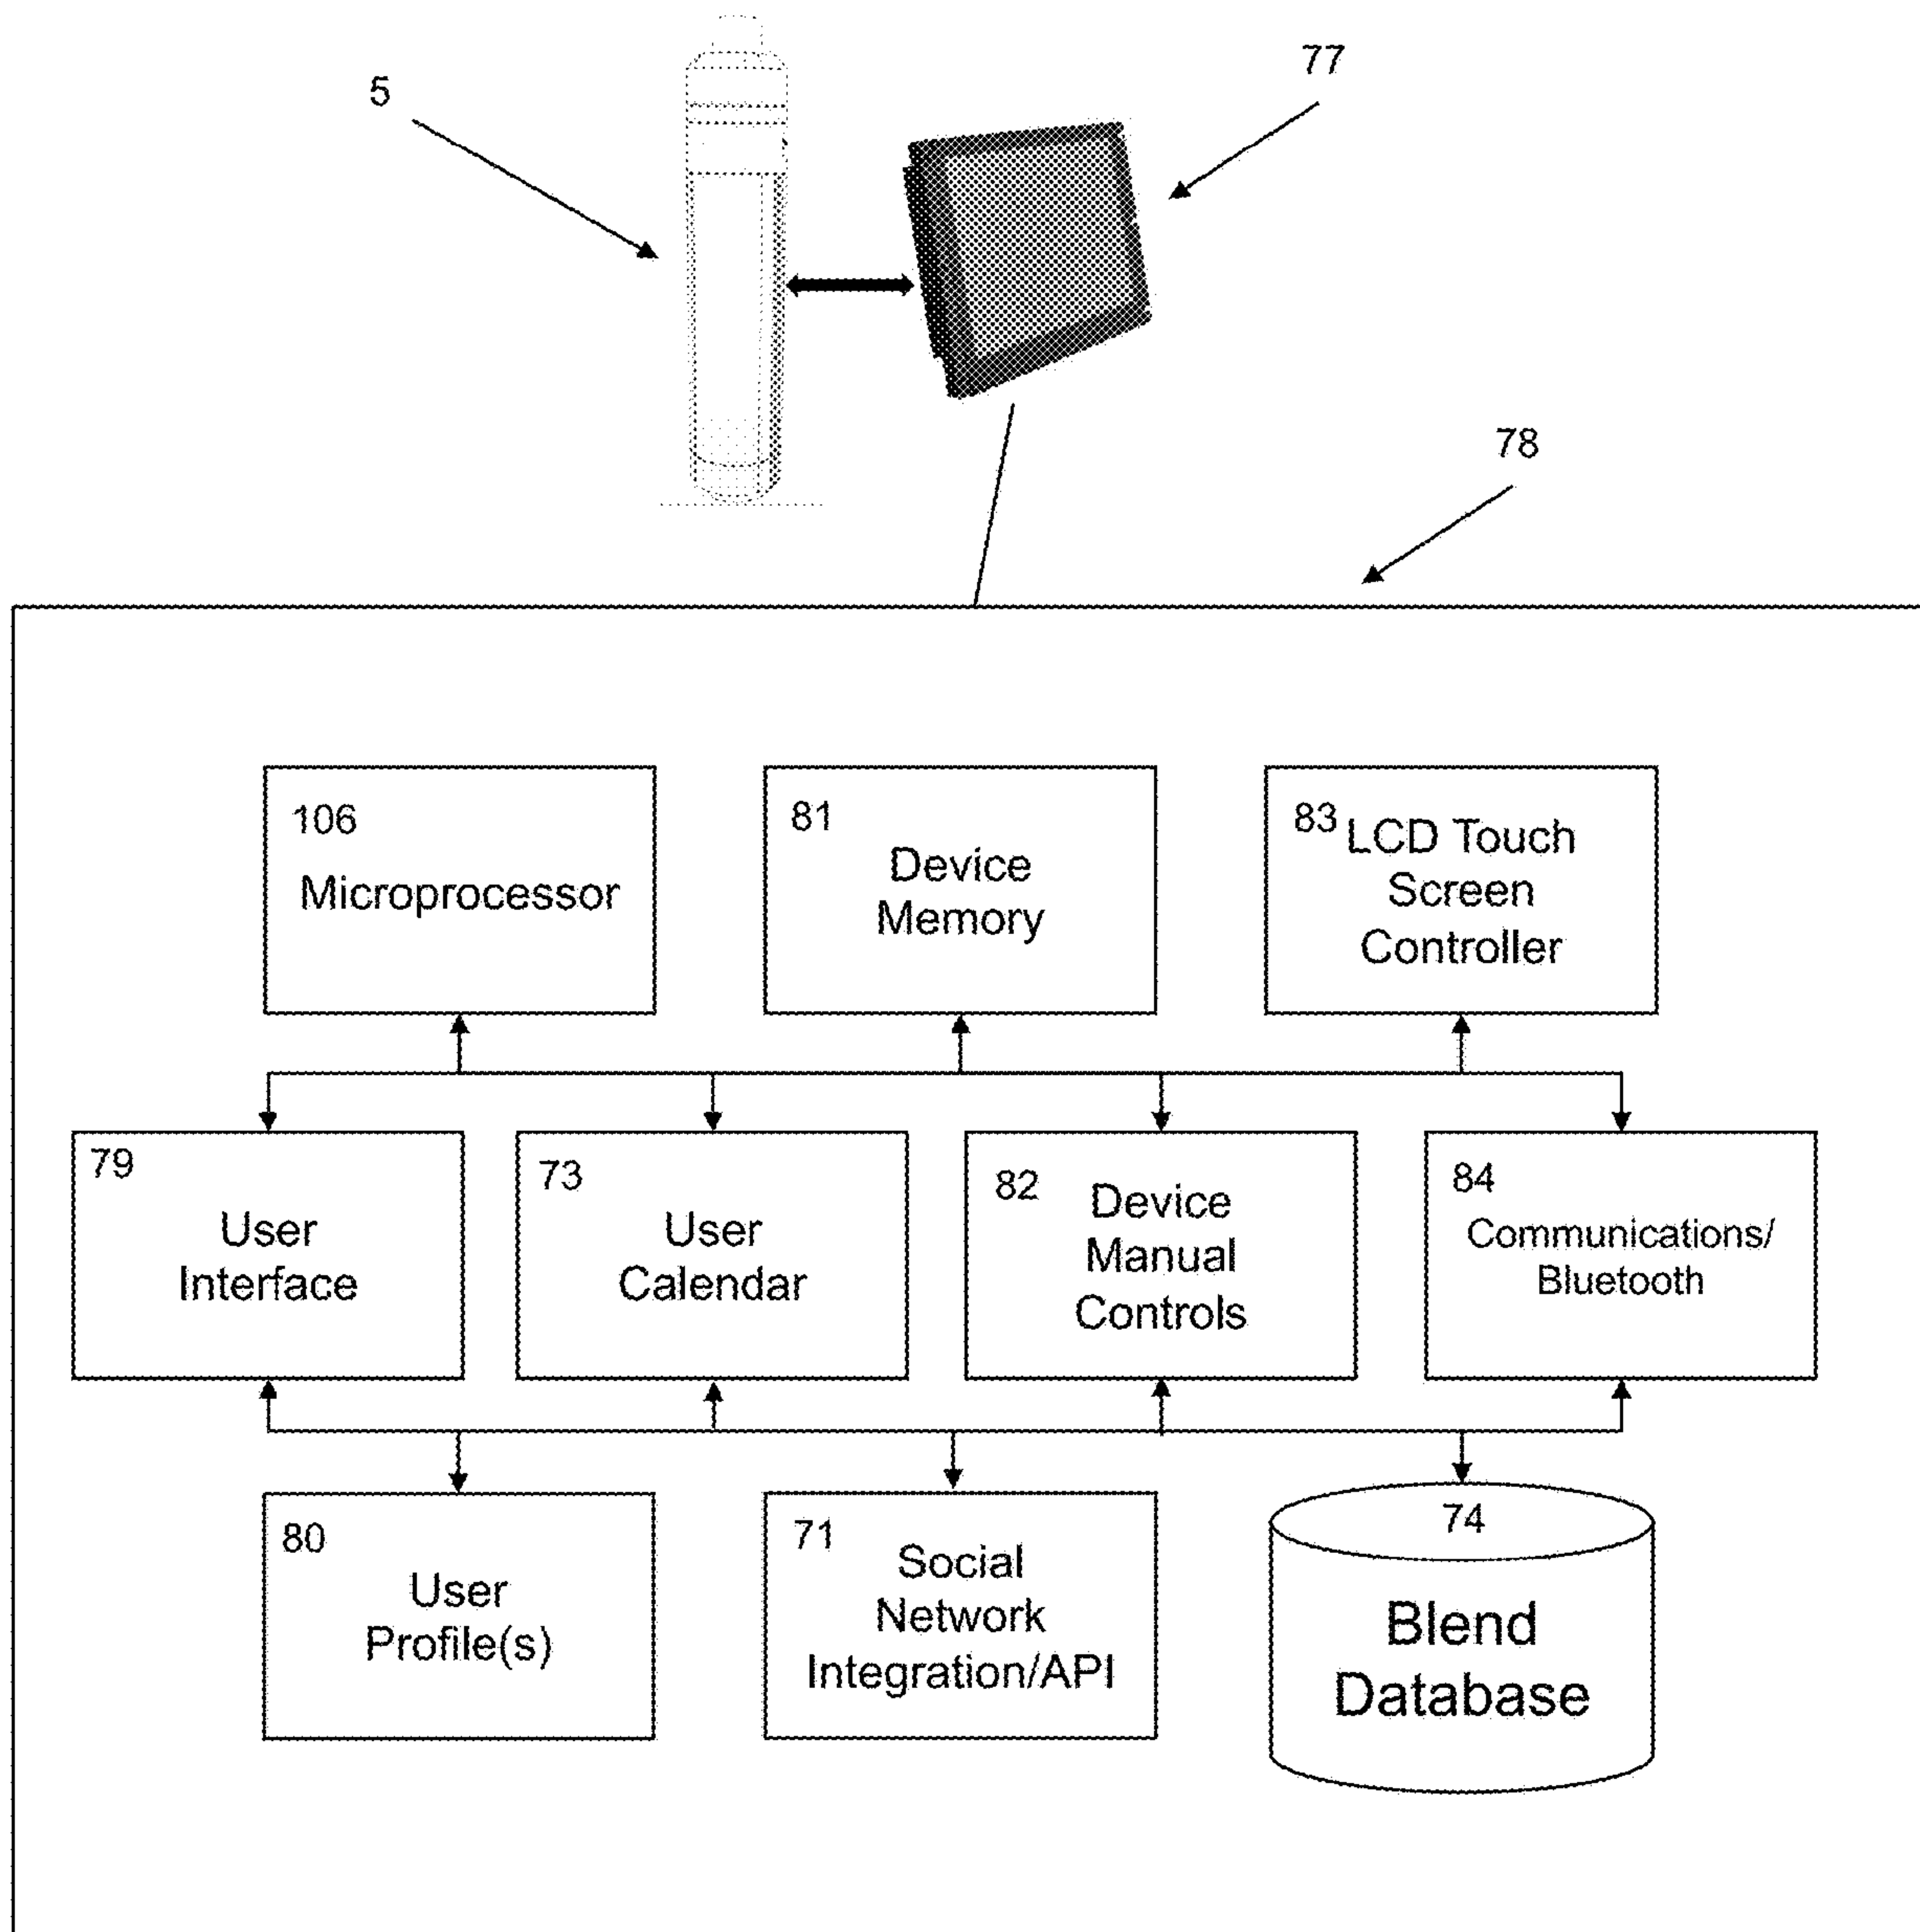 77
5
78
106
Microprocessor
81
Device
Memory
83
LCD Touch
Screen
Controller
79
User
Interface
73
User
Calendar
82
Device
Manual
Controls
84
Communications/
Bluetooth
80
User
Profile(s)
71
Social
Network
Integration/API
74
Blend
Database